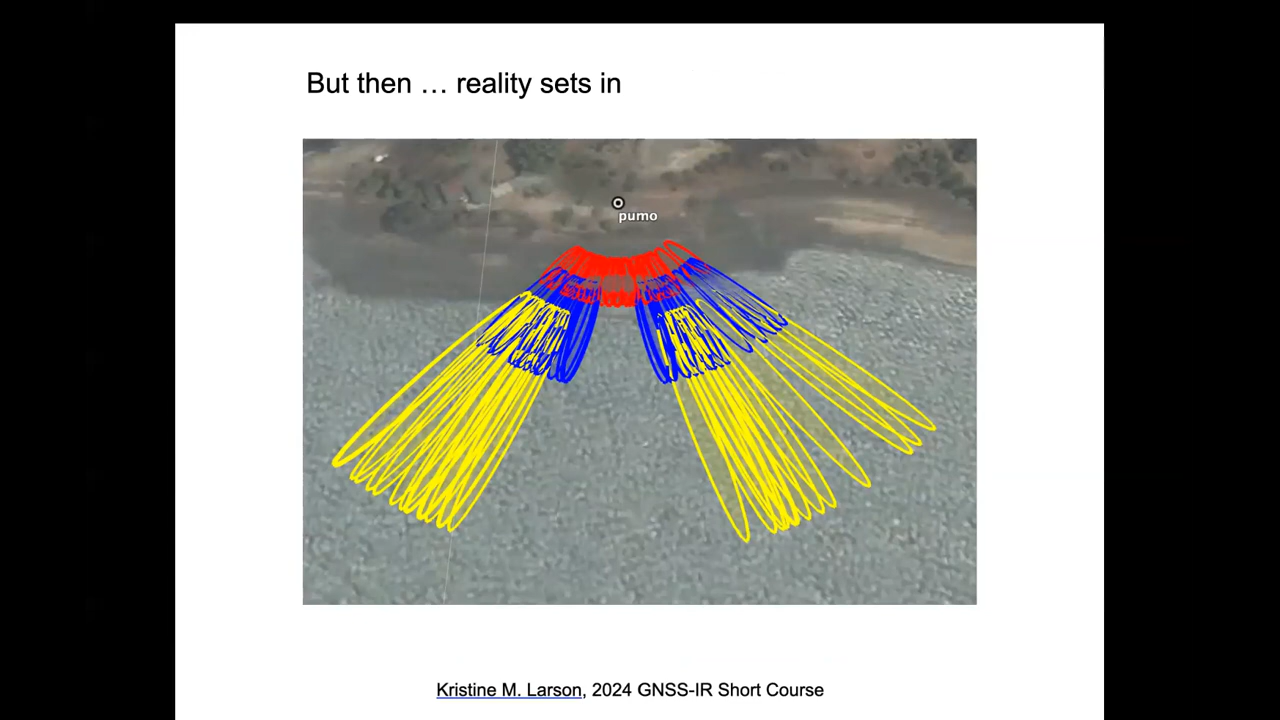 But then … reality sets in
pumo
Kristine M. Larson, 2024 GNSS-IR Short Course